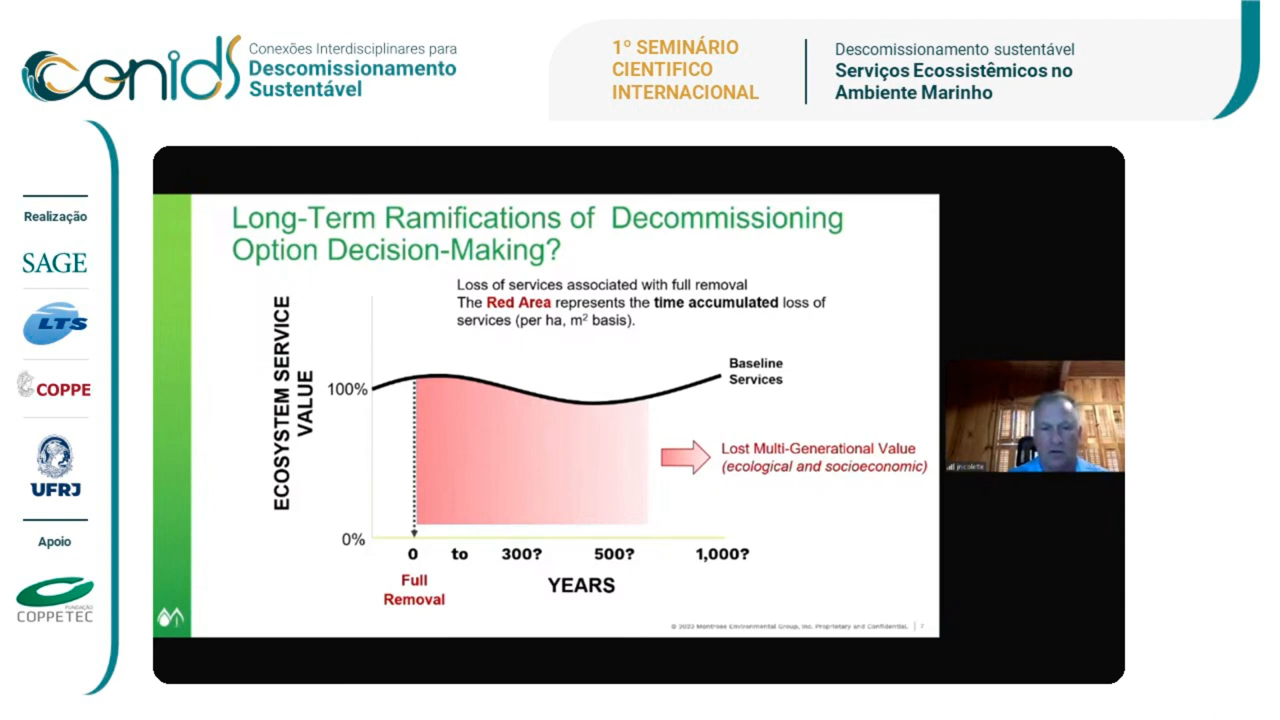 conids
Conexões Interdisciplinares para
Descomissionamento
Sustentável
1º SEMINÁRIO
CIENTIFICO
INTERNACIONAL
Descomissionamento sustentável
Serviços Ecossistêmicos no
Ambiente Marinho
Realização
SAGE
LTS
COPPE
UFRJ
Apoio
FUNDAÇÃO
COPPETEC
Long-Term Ramifications of Decommissioning
Option Decision-Making?
Loss of services associated with full removal
The Red Area represents the time accumulated loss of
services (per ha, m² basis).
ECOSYSTEM SERVICE
VALUE
100%
0%
Baseline
Services
Lost Multi-Generational Value
(ecological and socioeconomic)
0 to 300? 500? 1,000?
Full
Removal
YEARS
© 2023 Montrose Environmental Group, Inc. Proprietary and Confidential. | 7